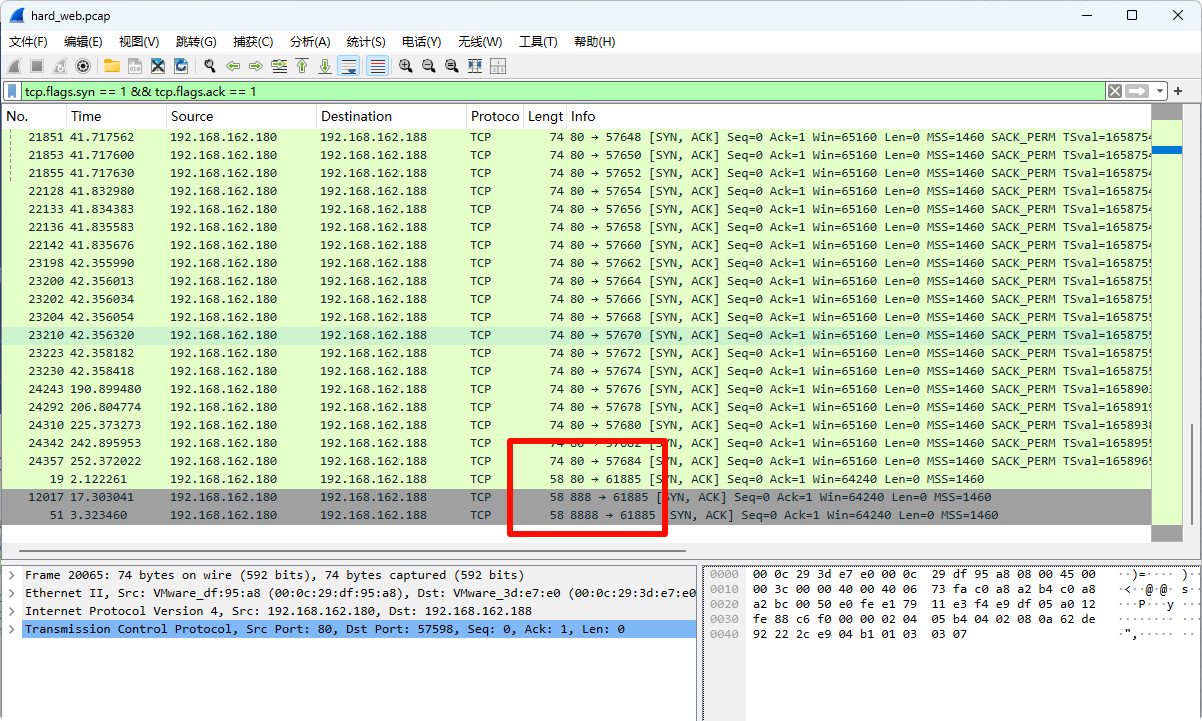 hard_web.pcap
文件(F) 编辑(E) 视图(V) 跳转(G) 捕获(C) 分析(A) 统计(S) 电话(Y) 无线(W) 工具(T) 帮助(H)
tcp.flags.syn == 1 && tcp.flags.ack == 1
No. Time Source Destination Protoco Lengt Info
21851 41.717562 192.168.162.180 192.168.162.188 TCP 74 80 → 57648 [SYN, ACK] Seq=0 Ack=1 Win=65160 Len=0 MSS=1460 SACK_PERM TSval=1658754
21853 41.717600 192.168.162.180 192.168.162.188 TCP 74 80 → 57650 [SYN, ACK] Seq=0 Ack=1 Win=65160 Len=0 MSS=1460 SACK_PERM TSval=1658754
21855 41.717630 192.168.162.180 192.168.162.188 TCP 74 80 → 57652 [SYN, ACK] Seq=0 Ack=1 Win=65160 Len=0 MSS=1460 SACK_PERM TSval=1658754
22128 41.832980 192.168.162.180 192.168.162.188 TCP 74 80 → 57654 [SYN, ACK] Seq=0 Ack=1 Win=65160 Len=0 MSS=1460 SACK_PERM TSval=1658754
22133 41.834383 192.168.162.180 192.168.162.188 TCP 74 80 → 57656 [SYN, ACK] Seq=0 Ack=1 Win=65160 Len=0 MSS=1460 SACK_PERM TSval=1658754
22136 41.835583 192.168.162.180 192.168.162.188 TCP 74 80 → 57658 [SYN, ACK] Seq=0 Ack=1 Win=65160 Len=0 MSS=1460 SACK_PERM TSval=1658754
22142 41.835676 192.168.162.180 192.168.162.188 TCP 74 80 → 57660 [SYN, ACK] Seq=0 Ack=1 Win=65160 Len=0 MSS=1460 SACK_PERM TSval=1658754
23198 42.355990 192.168.162.180 192.168.162.188 TCP 74 80 → 57662 [SYN, ACK] Seq=0 Ack=1 Win=65160 Len=0 MSS=1460 SACK_PERM TSval=1658755
23200 42.356013 192.168.162.180 192.168.162.188 TCP 74 80 → 57664 [SYN, ACK] Seq=0 Ack=1 Win=65160 Len=0 MSS=1460 SACK_PERM TSval=1658755
23202 42.356034 192.168.162.180 192.168.162.188 TCP 74 80 → 57666 [SYN, ACK] Seq=0 Ack=1 Win=65160 Len=0 MSS=1460 SACK_PERM TSval=1658755
23204 42.356054 192.168.162.180 192.168.162.188 TCP 74 80 → 57668 [SYN, ACK] Seq=0 Ack=1 Win=65160 Len=0 MSS=1460 SACK_PERM TSval=1658755
23210 42.356320 192.168.162.180 192.168.162.188 TCP 74 80 → 57670 [SYN, ACK] Seq=0 Ack=1 Win=65160 Len=0 MSS=1460 SACK_PERM TSval=1658755
23223 42.358182 192.168.162.180 192.168.162.188 TCP 74 80 → 57672 [SYN, ACK] Seq=0 Ack=1 Win=65160 Len=0 MSS=1460 SACK_PERM TSval=1658755
23230 42.358418 192.168.162.180 192.168.162.188 TCP 74 80 → 57674 [SYN, ACK] Seq=0 Ack=1 Win=65160 Len=0 MSS=1460 SACK_PERM TSval=1658755
24243 190.899480 192.168.162.180 192.168.162.188 TCP 74 80 → 57676 [SYN, ACK] Seq=0 Ack=1 Win=65160 Len=0 MSS=1460 SACK_PERM TSval=1658903
24292 206.804774 192.168.162.180 192.168.162.188 TCP 74 80 → 57678 [SYN, ACK] Seq=0 Ack=1 Win=65160 Len=0 MSS=1460 SACK_PERM TSval=1658919
24310 225.373273 192.168.162.180 192.168.162.188 TCP 74 80 → 57680 [SYN, ACK] Seq=0 Ack=1 Win=65160 Len=0 MSS=1460 SACK_PERM TSval=1658938
24342 242.895953 192.168.162.180 192.168.162.188 TCP 74 80 → 57682 [SYN, ACK] Seq=0 Ack=1 Win=65160 Len=0 MSS=1460 SACK_PERM TSval=1658955
24357 252.372022 192.168.162.180 192.168.162.188 TCP 74 80 → 57684 [SYN, ACK] Seq=0 Ack=1 Win=65160 Len=0 MSS=1460 SACK_PERM TSval=1658965
19 2.122261 192.168.162.180 192.168.162.188 TCP 58 80 → 61885 [SYN, ACK] Seq=0 Ack=1 Win=64240 Len=0 MSS=1460
12017 17.303041 192.168.162.180 192.168.162.188 TCP 58 888 → 61885 [SYN, ACK] Seq=0 Ack=1 Win=64240 Len=0 MSS=1460
51 3.323460 192.168.162.180 192.168.162.188 TCP 58 8888 → 61885 [SYN, ACK] Seq=0 Ack=1 Win=64240 Len=0 MSS=1460
Frame 20065: 74 bytes on wire (592 bits), 74 bytes captured (592 bits)
Ethernet II, Src: VMware_df:95:a8 (00:0c:29:df:95:a8), Dst: VMware_3d:e7:e0 (00:0c:29:3d:e7:e0
Internet Protocol Version 4, Src: 192.168.162.180, Dst: 192.168.162.188
Transmission Control Protocol, Src Port: 80, Dst Port: 57598, Seq: 0, Ack: 1, Len: 0
0000 00 0c 29 3d e7 e0 00 0c 29 df 95 a8 08 00 45 00 ··)=···· )·
0010 00 3c 00 00 40 00 40 06 73 fa c0 a8 a2 b4 c0 a8 ·<··@·@· s·
0020 a2 bc 00 50 e0 fe e1 79 11 e3 f4 e9 df 05 a0 12 ···P···y ··
0030 fe 88 c6 f0 00 00 02 04 05 b4 04 02 08 0a 62 de ········ ··
0040 92 22 2c e9 04 b1 01 03 03 07 ·",····· ··